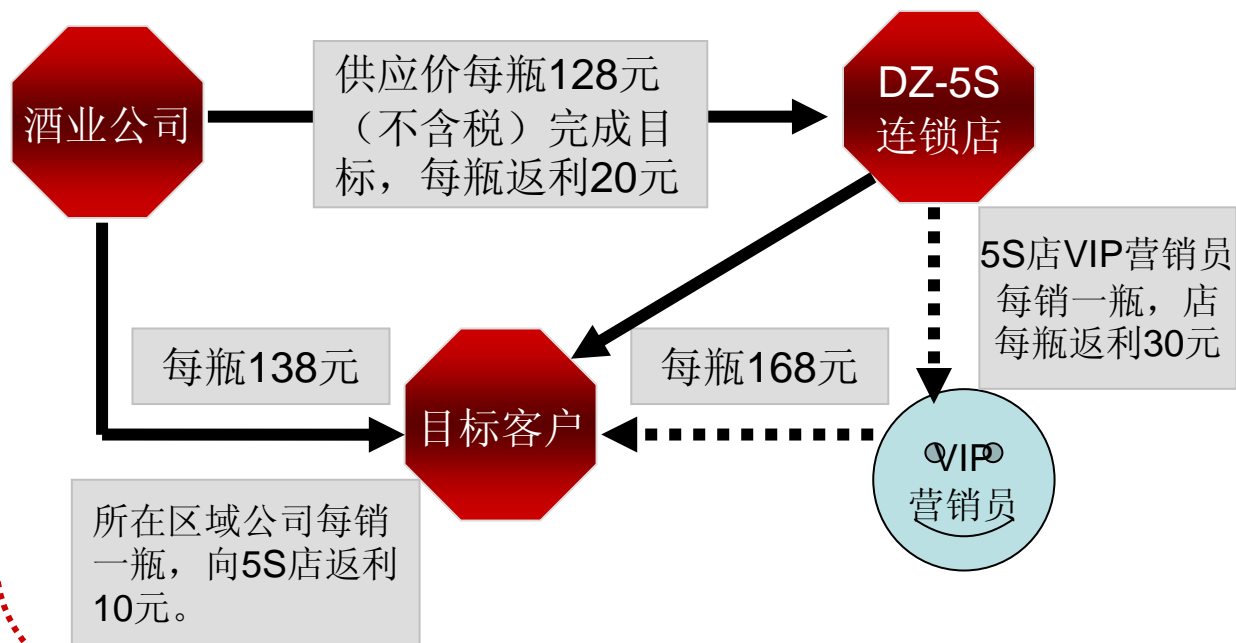 酒业公司
供应价每瓶128元
（不含税）完成目
标，每瓶返利20元
DZ-5S
连锁店
5S店VIP营销员
每销一瓶，店
每瓶返利30元
每瓶138元
目标客户
每瓶168元
VIP
营销员
所在区域公司每销
一瓶，向5S店返利
10元。